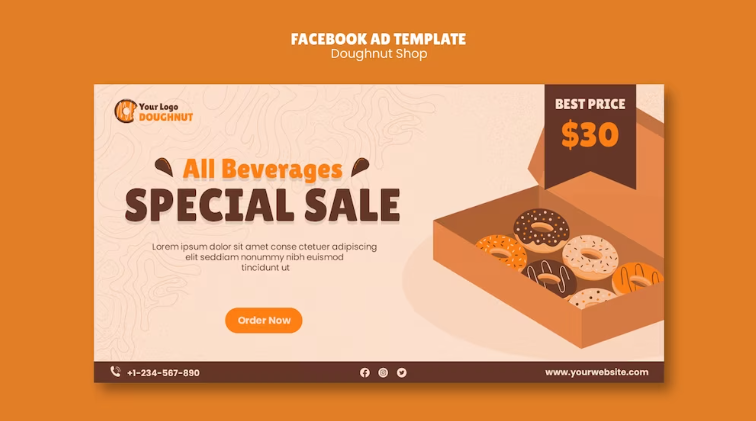 FACEBOOK AD TEMPLATE
Doughnut Shop
Your Logo
DOUGHNUT
BEST PRICE
$30
All Beverages
SPECIAL SALE
Lorem ipsum dolor sit amet conse ctetuer adipiscing
elit seddiam nonummy nibh euismod
tincidunt ut
Order Now
+1-234-567-890
www.yourwebsite.com